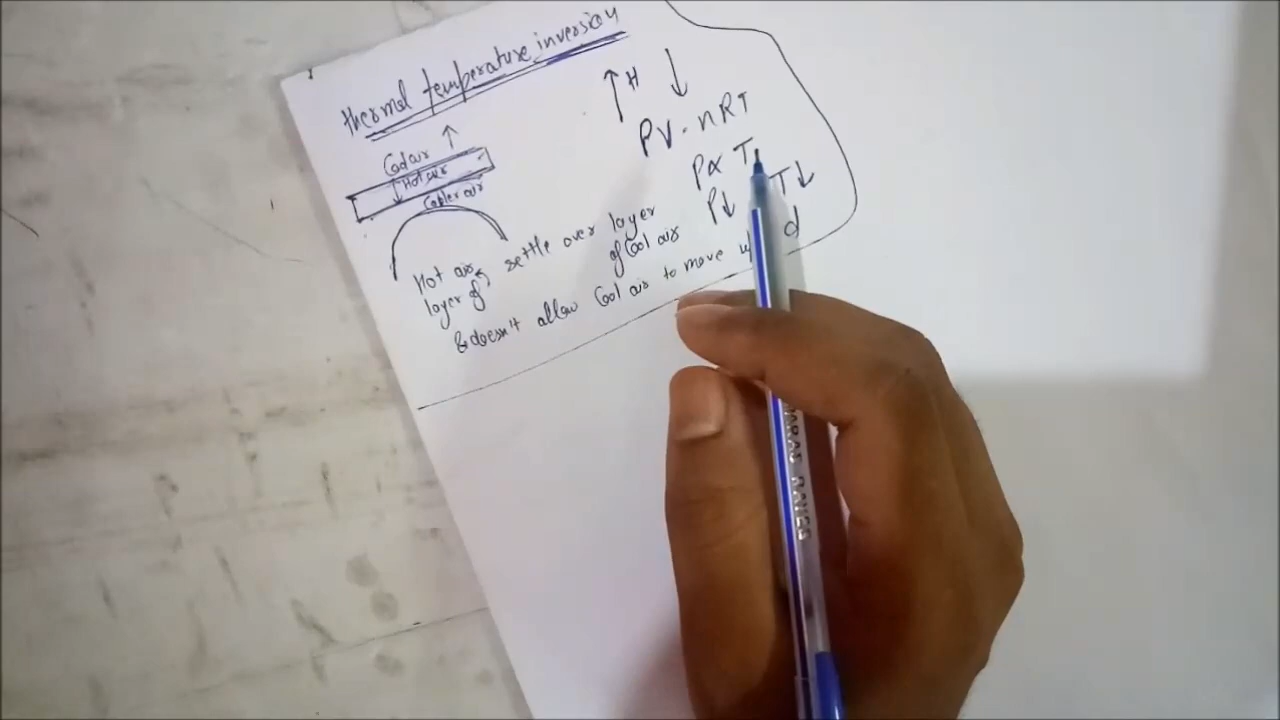 thermal temperature inversion
↑ H ↓
PV = nRT
P ∝ T
P↓ T↓
d
Cool air ↑
Hot air
Cooler air
Hot air settle over layer
layer of of Cool air
& doesn't allow Cool air to move